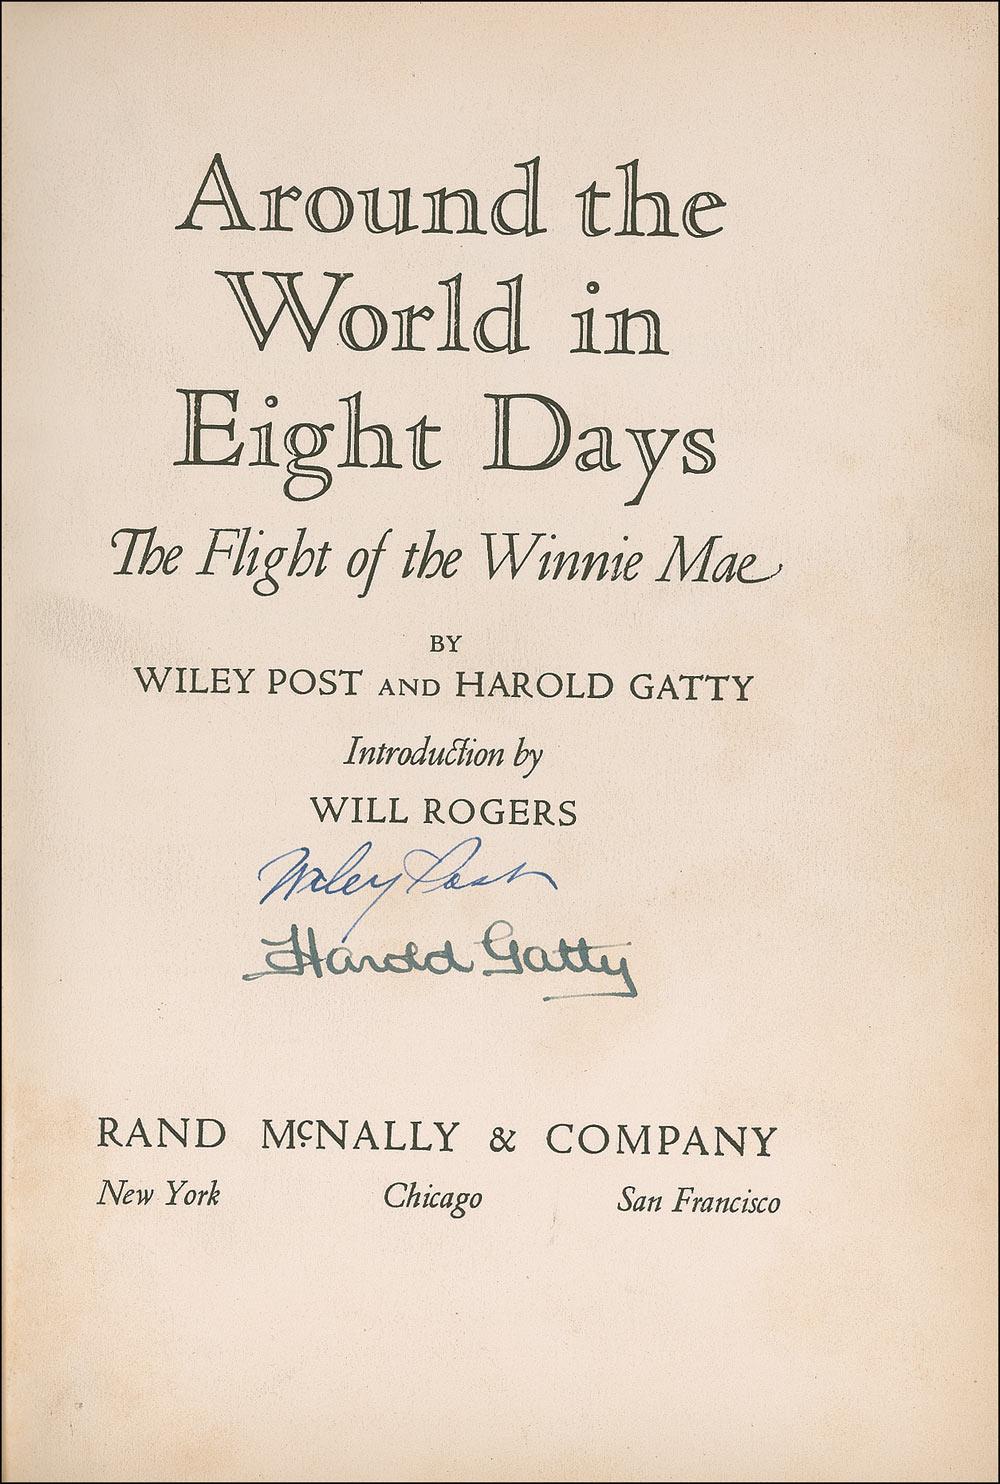 Around the
World in
Eight Days
The Flight of the Winnie Mae
BY
WILEY POST AND HAROLD GATTY
Introduction by
WILL ROGERS
Wiley Post
Harold Gatty
RAND McNALLY & COMPANY
New York Chicago San Francisco